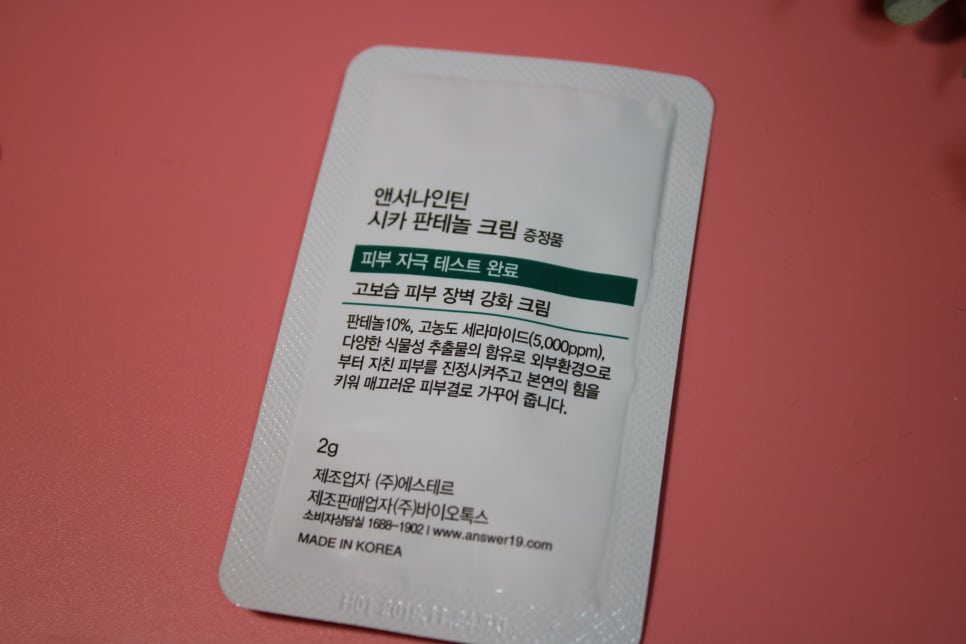 앤서나인틴
시카 판테놀 크림 증정품
피부 자극 테스트 완료
고보습 피부 장벽 강화 크림
판테놀10%, 고농도 세라마이드(5,000ppm),
다양한 식물성 추출물의 함유로 외부환경으로
부터 지친 피부를 진정시켜주고 본연의 힘을
키워 매끄러운 피부결로 가꾸어 줍니다.
2g
제조업자 (주)에스테르
제조판매업자(주)바이오톡스
소비자상담실 1688-1902 I www.answer19.com
MADE IN KOREA